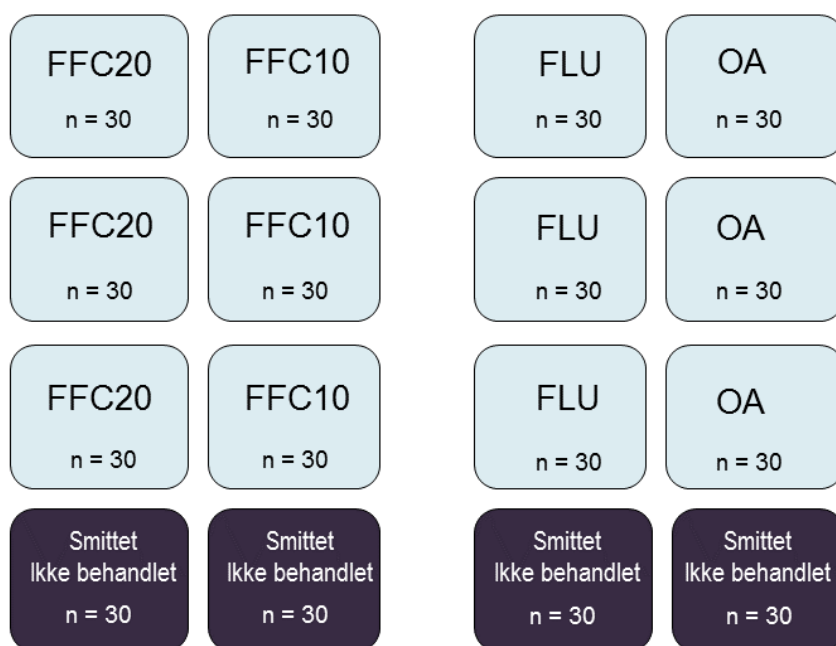 FFC20
n = 30
FFC10
n = 30
FLU
n = 30
OA
n = 30
FFC20
n = 30
FFC10
n = 30
FLU
n = 30
OA
n = 30
FFC20
n = 30
FFC10
n = 30
FLU
n = 30
OA
n = 30
Smittet
Ikke behandlet
n = 30
Smittet
Ikke behandlet
n = 30
Smittet
Ikke behandlet
n = 30
Smittet
Ikke behandlet
n = 30